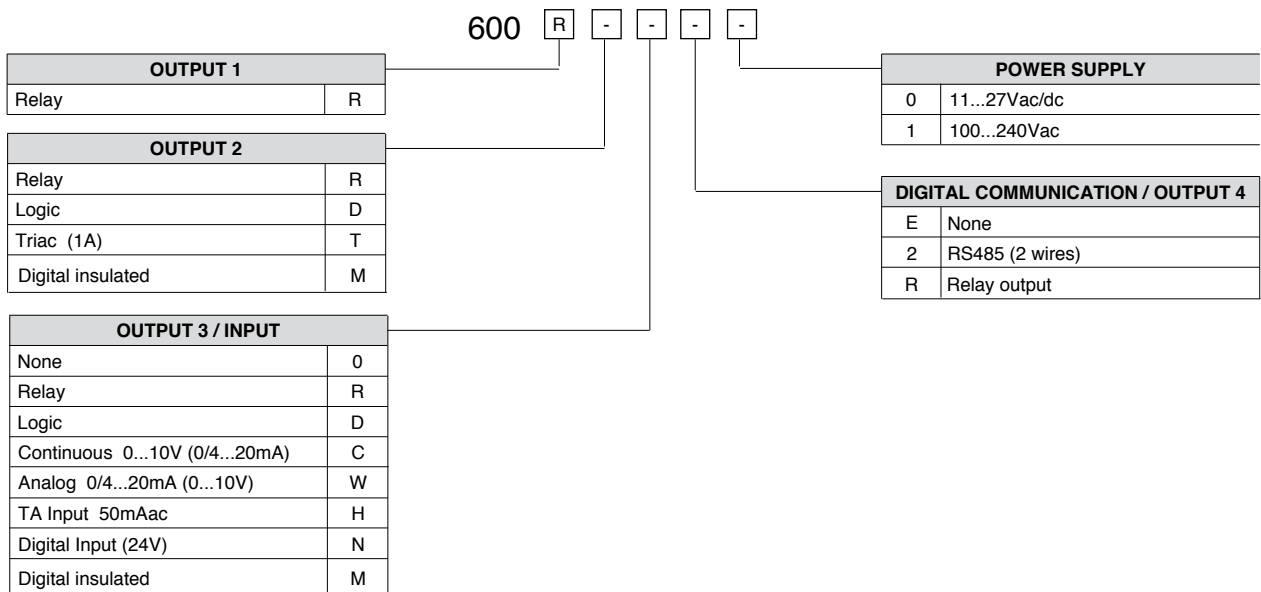 600 R - - - -
OUTPUT 1
Relay R
OUTPUT 2
Relay R
Logic D
Triac (1A) T
Digital insulated M
OUTPUT 3 / INPUT
None 0
Relay R
Logic D
Continuous 0...10V (0/4...20mA) C
Analog 0/4...20mA (0...10V) W
TA Input 50mAac H
Digital Input (24V) N
Digital insulated M
POWER SUPPLY
0 11...27Vac/dc
1 100...240Vac
DIGITAL COMMUNICATION / OUTPUT 4
E None
2 RS485 (2 wires)
R Relay output